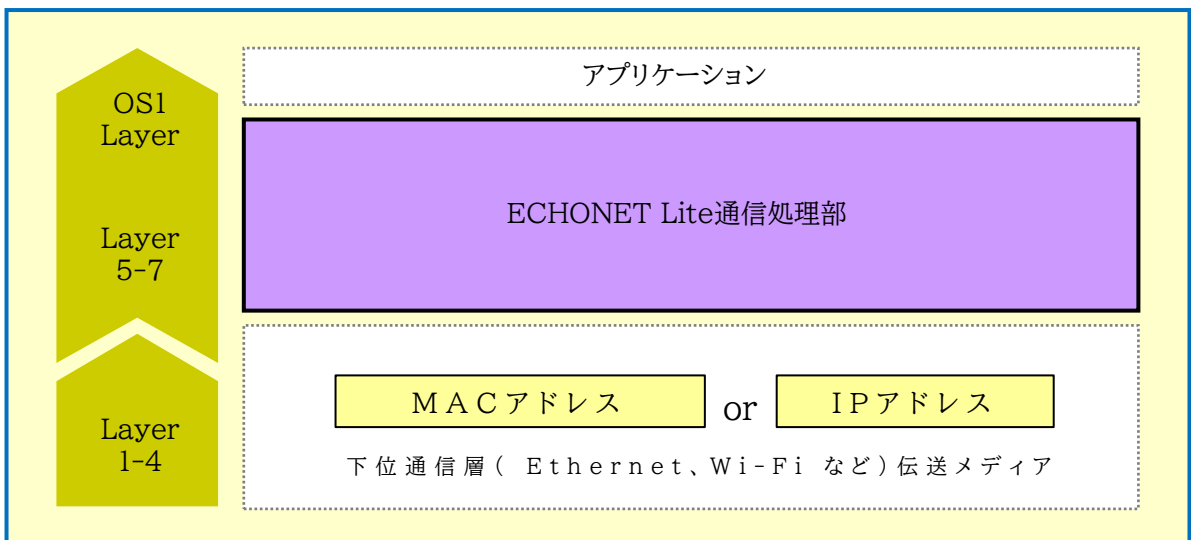 アプリケーション
OS1
Layer
ECHONET Lite通信処理部
Layer
5-7
MACアドレス or IPアドレス
Layer
1-4
下位通信層( Ethernet、Wi-Fi など)伝送メディア